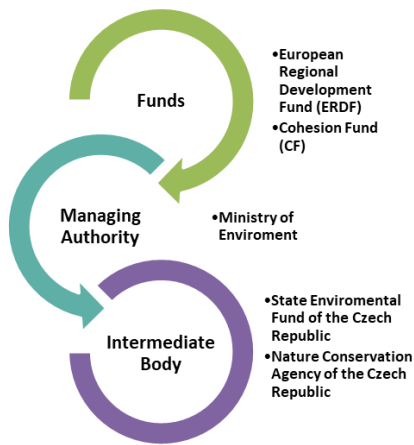 Funds
•European
Regional
Development
Fund (ERDF)
•Cohesion Fund
(CF)
Managing
Authority
•Ministry of
Enviroment
Intermediate
Body
•State Enviromental
Fund of the Czech
Republic
•Nature Conservation
Agency of the Czech
Republic